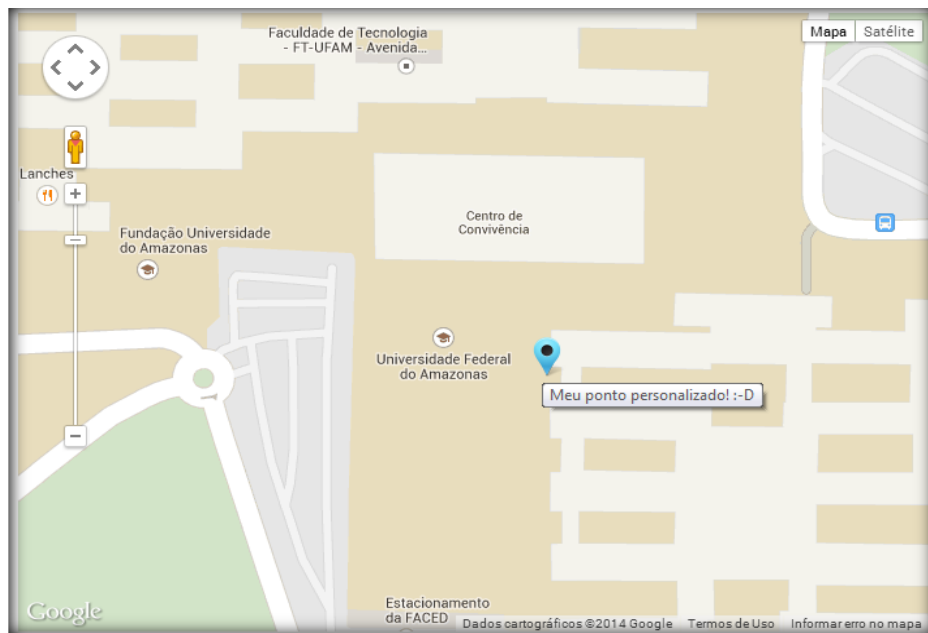 Faculdade de Tecnologia
- FT-UFAM - Avenida...
Mapa
Satélite
Lanches
Centro de
Convivência
Fundação Universidade
do Amazonas
Universidade Federal
do Amazonas
Meu ponto personalizado! :-D
Estacionamento
da FACED
Google
Dados cartográficos ©2014 Google
Termos de Uso
Informar erro no mapa